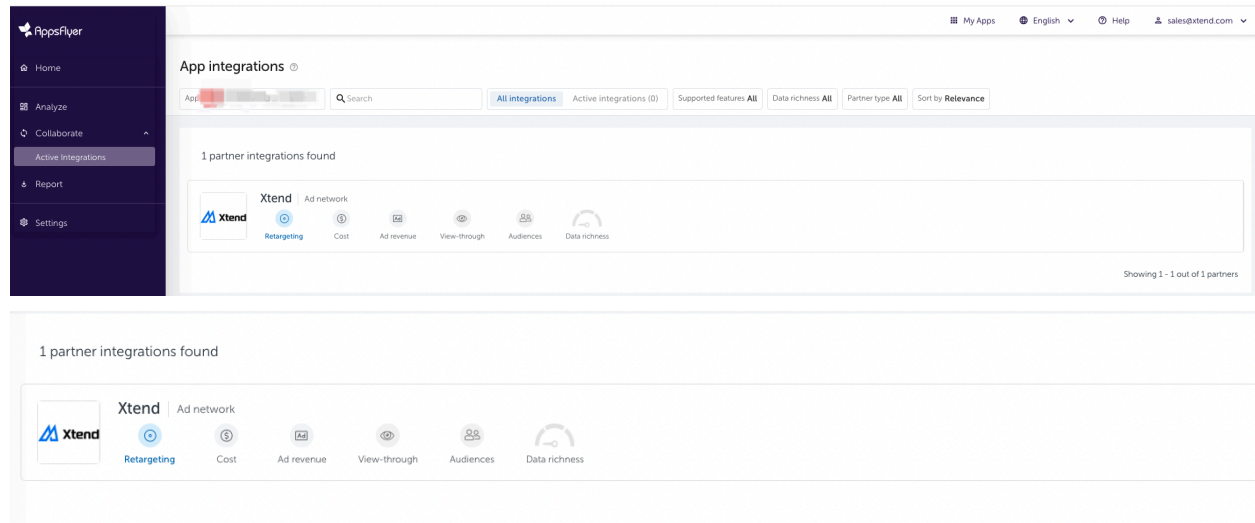 AppsFlyer
My Apps English Help sales@xtend.com
Home
Analyze
Collaborate
Active Integrations
Report
Settings
App integrations
App Search All integrations Active integrations (0) Supported features All Data richness All Partner type All Sort by Relevance
1 partner integrations found
Xtend
Xtend Ad network
Ad
Retargeting Cost Ad revenue View-through Audiences Data richness
Showing 1 - 1 out of 1 partners
1 partner integrations found
Xtend
Xtend Ad network
Ad
Retargeting Cost Ad revenue View-through Audiences Data richness